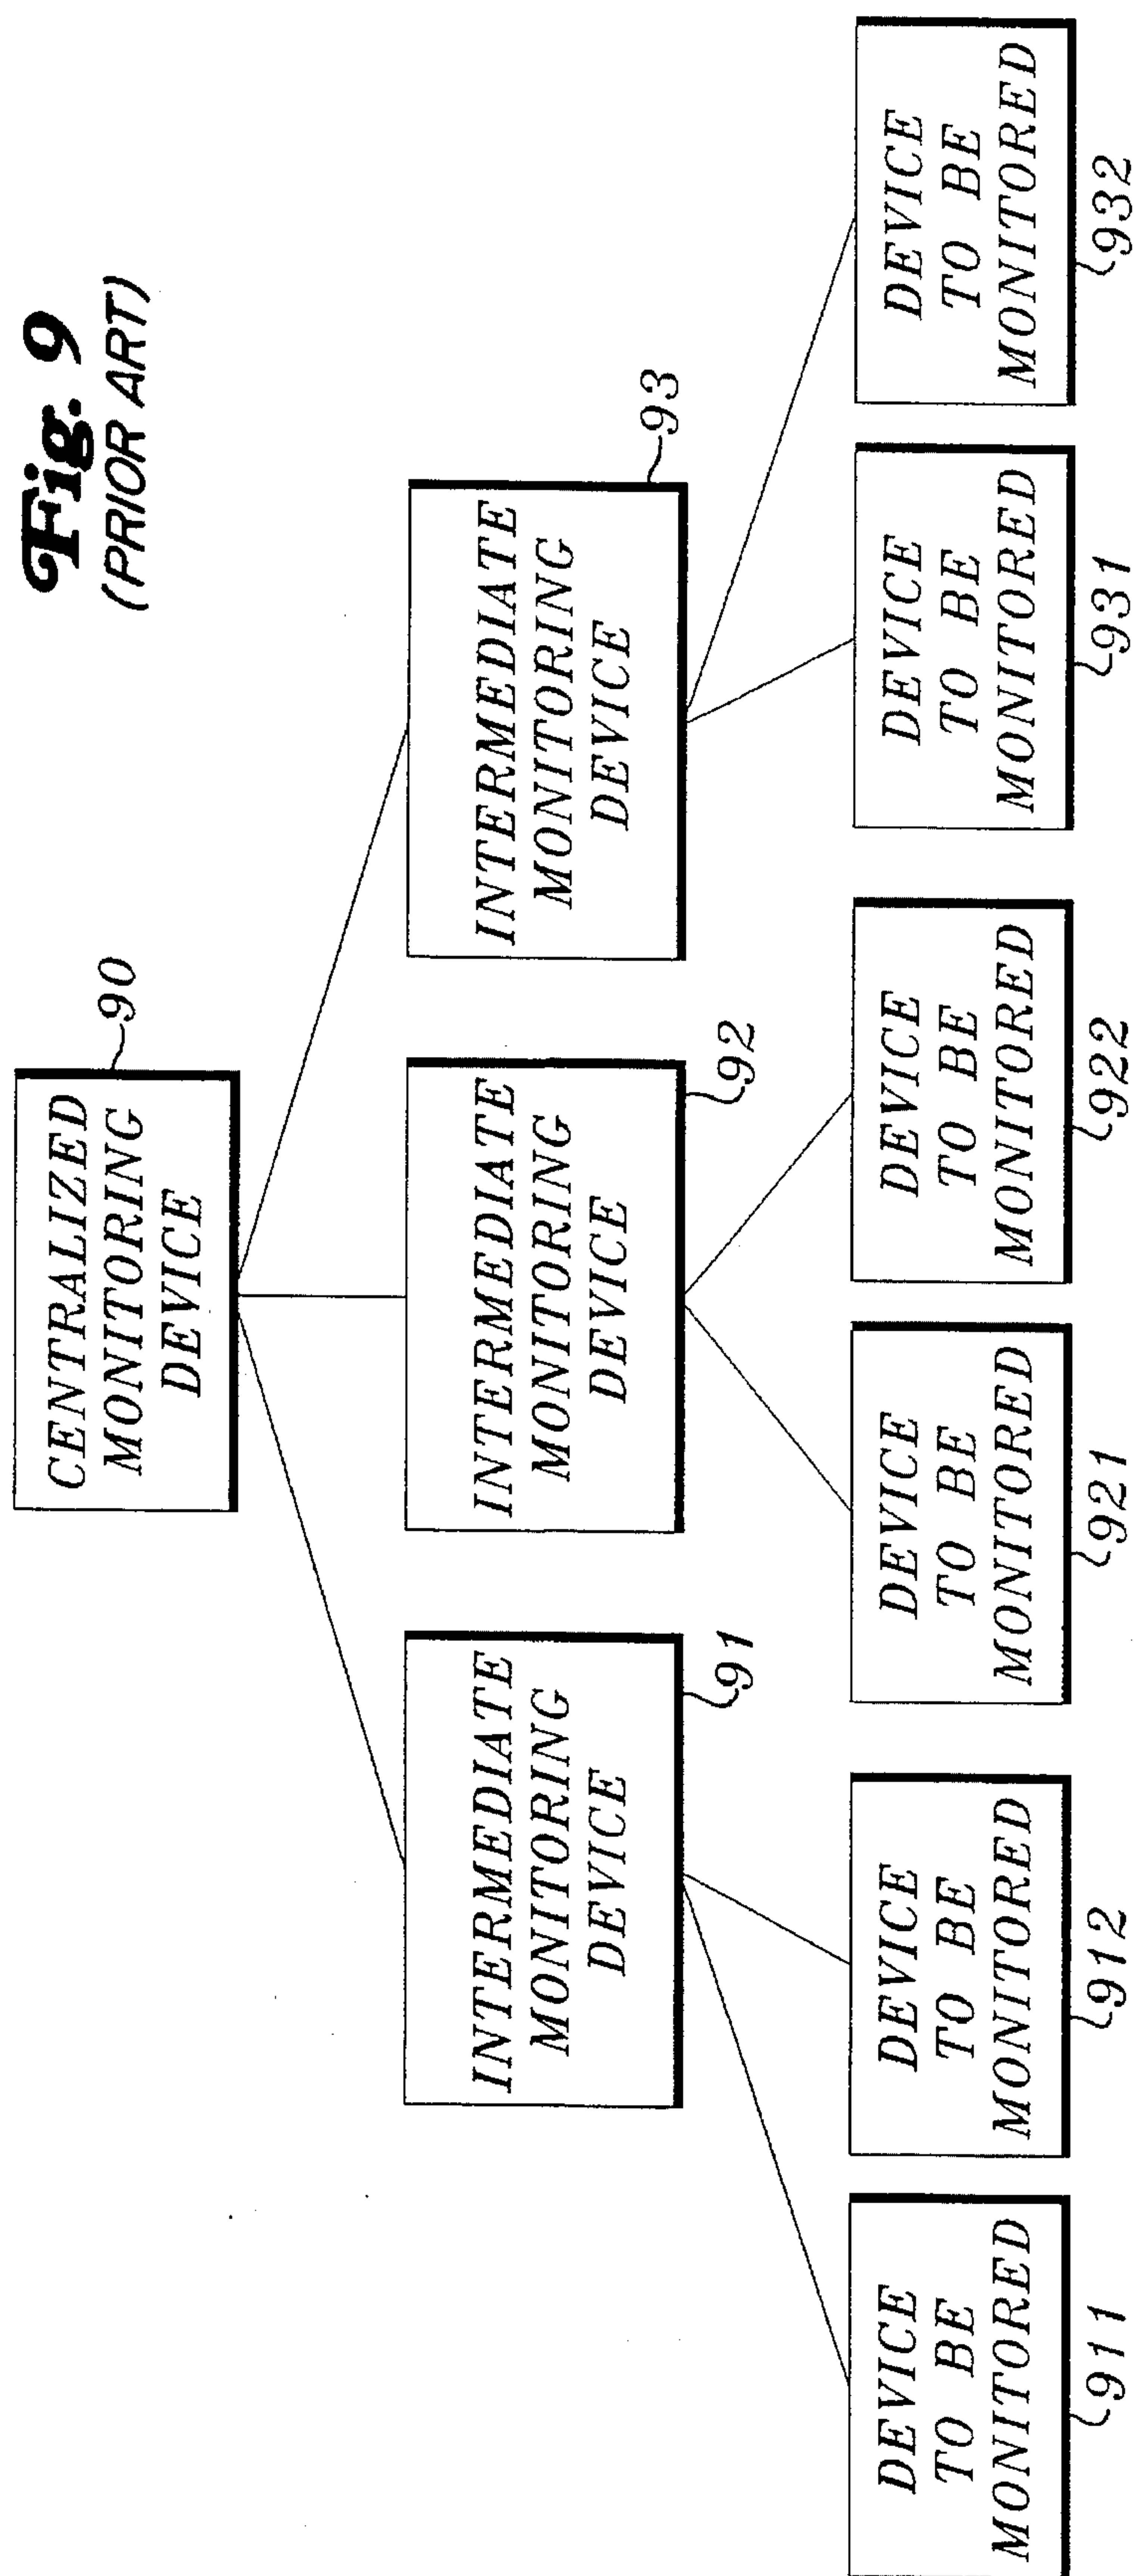 Fig. 9
(PRIOR ART)
CENTRALIZED
MONITORING
DEVICE
90
INTERMEDIATE
MONITORING
DEVICE
91
INTERMEDIATE
MONITORING
DEVICE
92
INTERMEDIATE
MONITORING
DEVICE
93
DEVICE
TO BE
MONITORED
911
DEVICE
TO BE
MONITORED
912
DEVICE
TO BE
MONITORED
921
DEVICE
TO BE
MONITORED
922
DEVICE
TO BE
MONITORED
931
DEVICE
TO BE
MONITORED
932